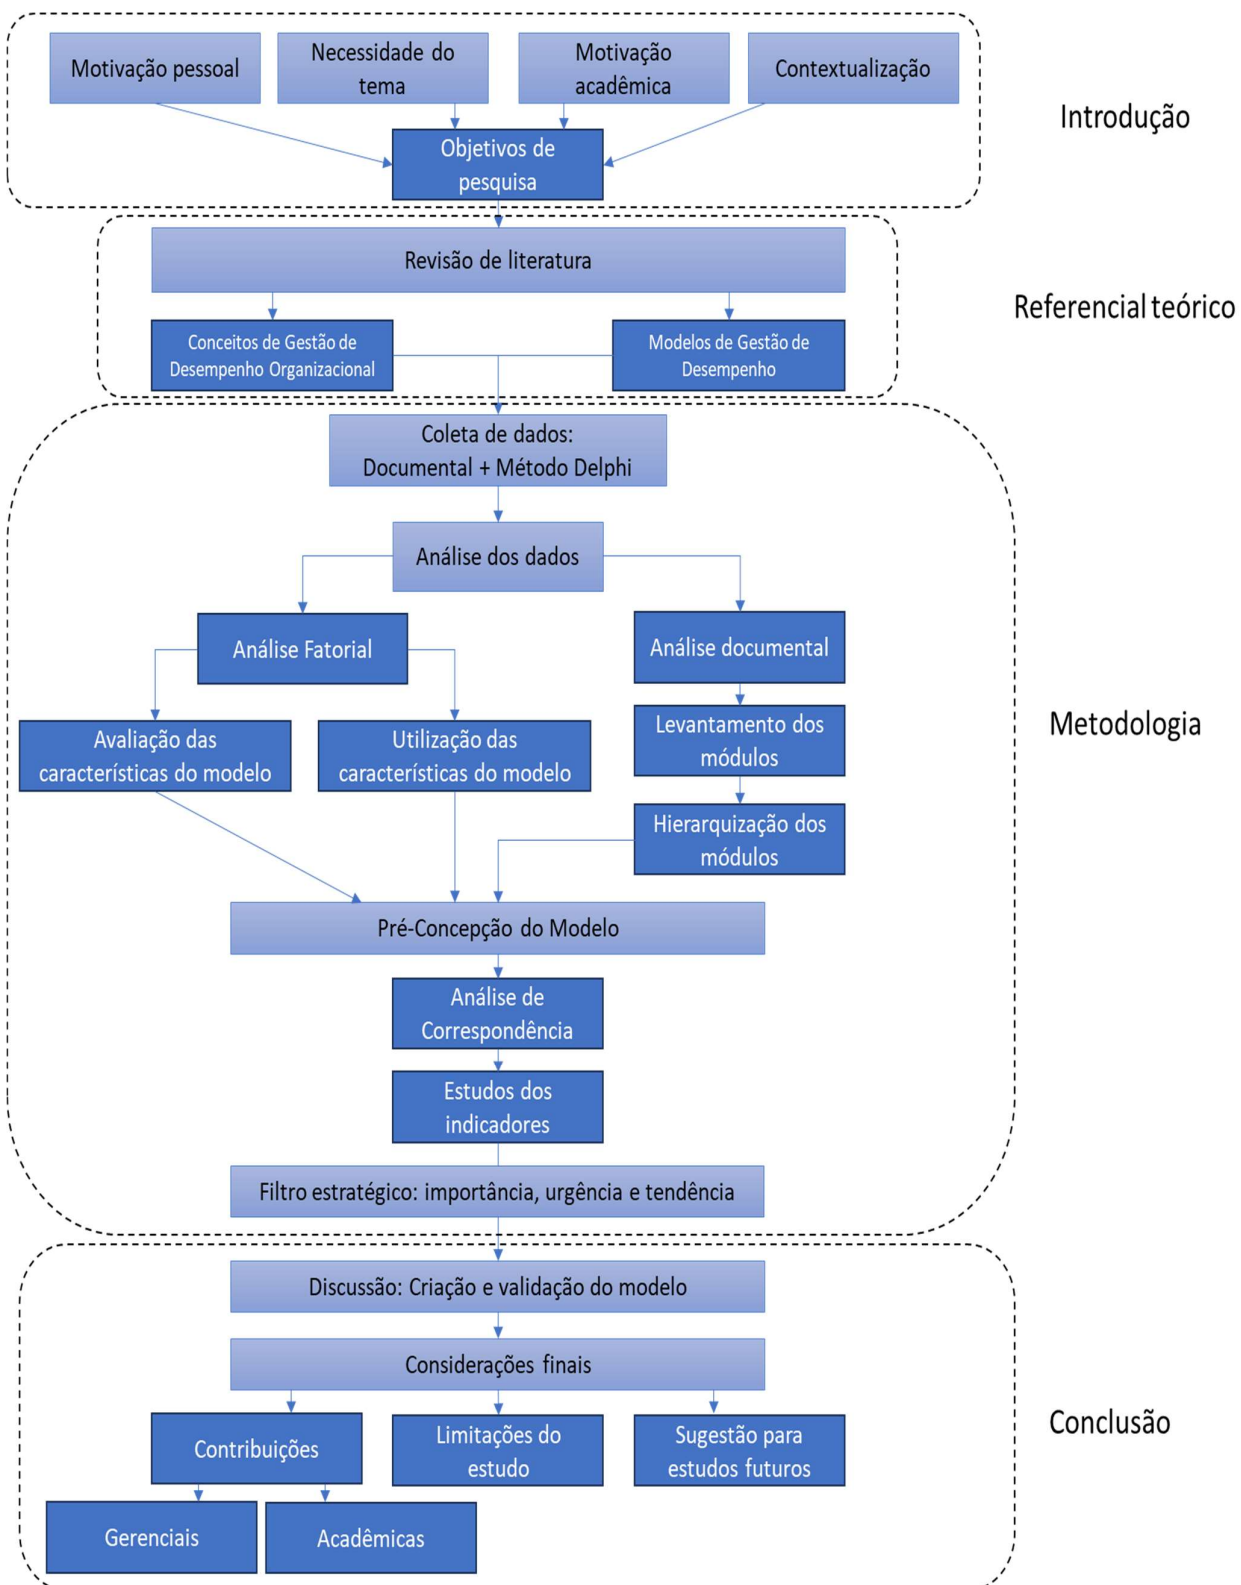 Motivação pessoal
Necessidade do
tema
Motivação
acadêmica
Contextualização
Objetivos de
pesquisa
Introdução
Revisão de literatura
Conceitos de Gestão de
Desempenho Organizacional
Modelos de Gestão de
Desempenho
Referencial teórico
Coleta de dados:
Documental + Método Delphi
Análise dos dados
Análise Fatorial
Análise documental
Avaliação das
características do modelo
Utilização das
características do modelo
Levantamento dos
módulos
Hierarquização dos
módulos
Metodologia
Pré-Concepção do Modelo
Análise de
Correspondência
Estudos dos
indicadores
Filtro estratégico: importância, urgência e tendência
Discussão: Criação e validação do modelo
Considerações finais
Contribuições
Limitações do
estudo
Sugestão para
estudos futuros
Conclusão
Gerenciais
Acadêmicas